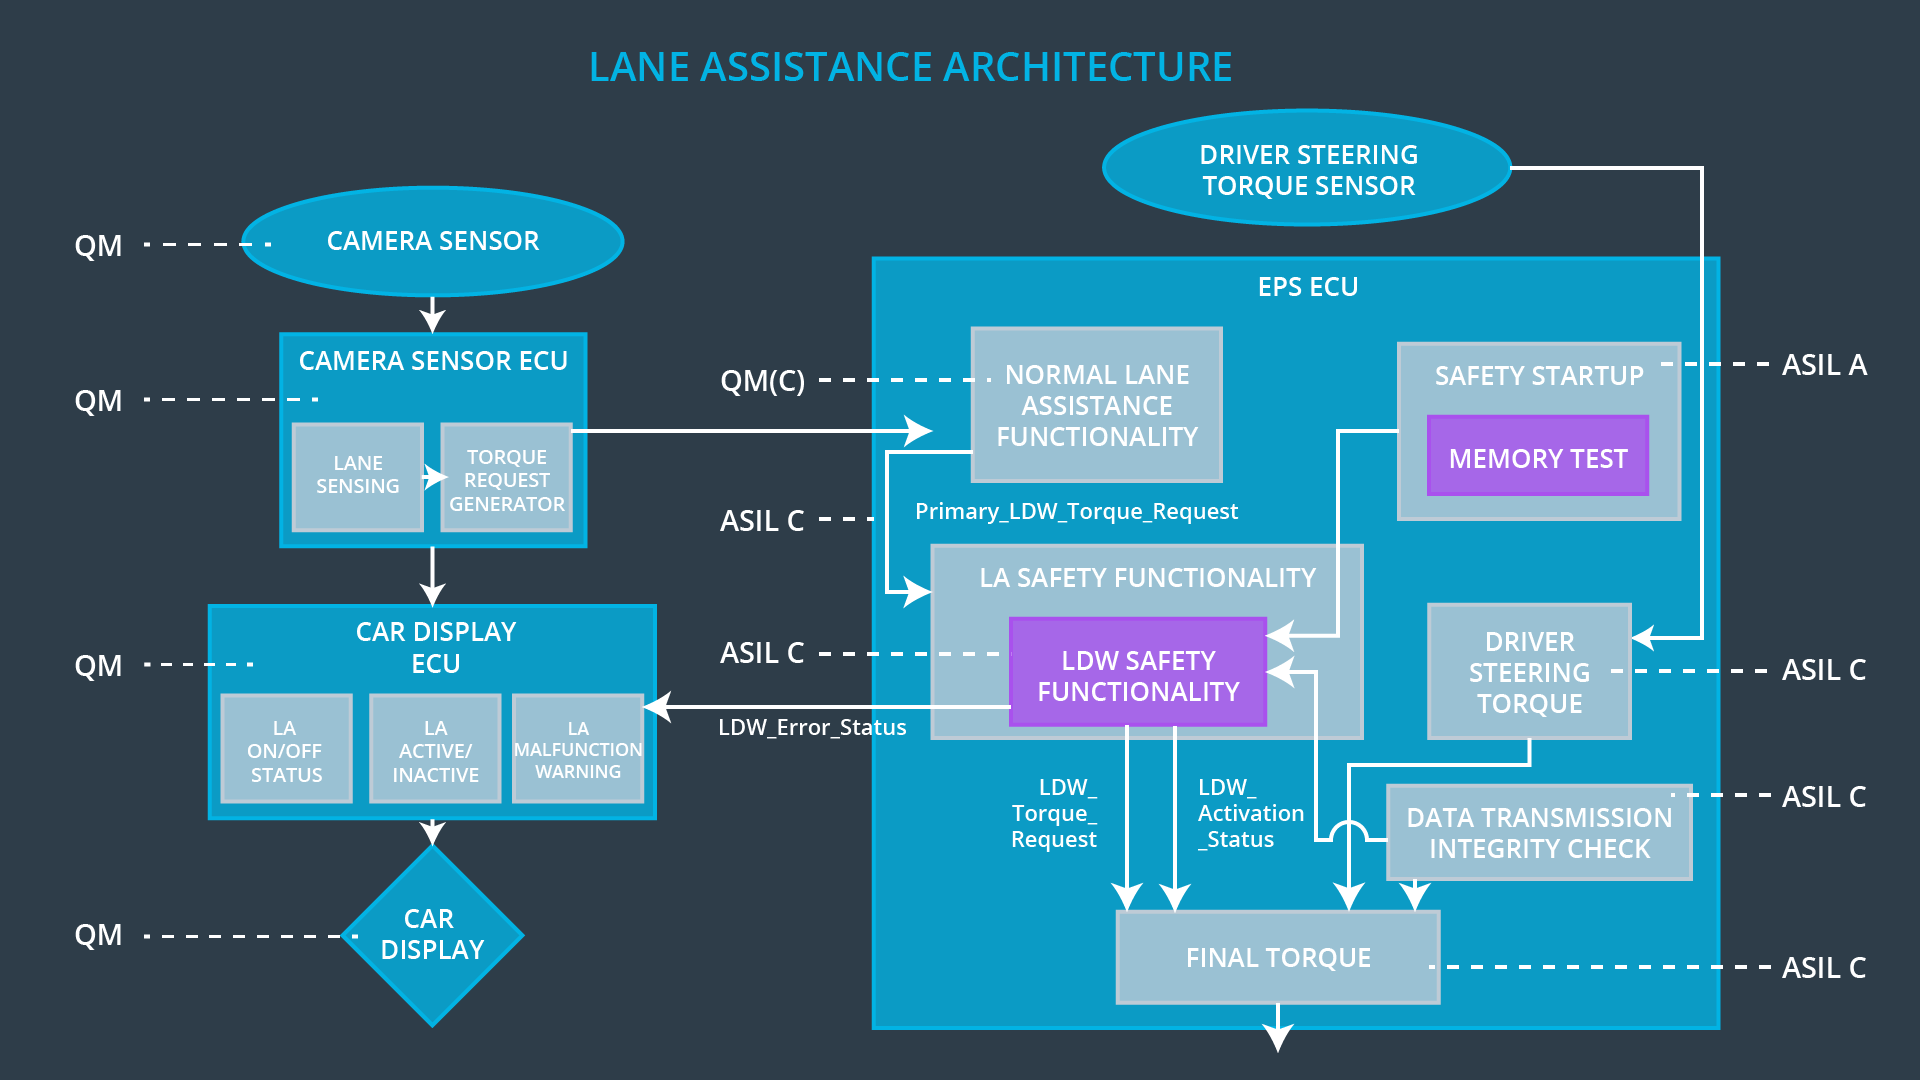 LANE ASSISTANCE ARCHITECTURE
DRIVER STEERING
TORQUE SENSOR
QM
CAMERA SENSOR
EPS ECU
QM
CAMERA SENSOR ECU
LANE
SENSING
TORQUE
REQUEST
GENERATOR
QM(C)
NORMAL LANE
ASSISTANCE
FUNCTIONALITY
SAFETY STARTUP
MEMORY TEST
ASIL A
ASIL C
Primary_LDW_Torque_Request
LA SAFETY FUNCTIONALITY
ASIL C
LDW SAFETY
FUNCTIONALITY
DRIVER
STEERING
TORQUE
ASIL C
QM
CAR DISPLAY
ECU
LA
ON/OFF
STATUS
LA
ACTIVE/
INACTIVE
LA
MALFUNCTION
WARNING
LDW_Error_Status
LDW_
Torque_
Request
LDW_
Activation
_Status
DATA TRANSMISSION
INTEGRITY CHECK
ASIL C
QM
CAR
DISPLAY
FINAL TORQUE
ASIL C